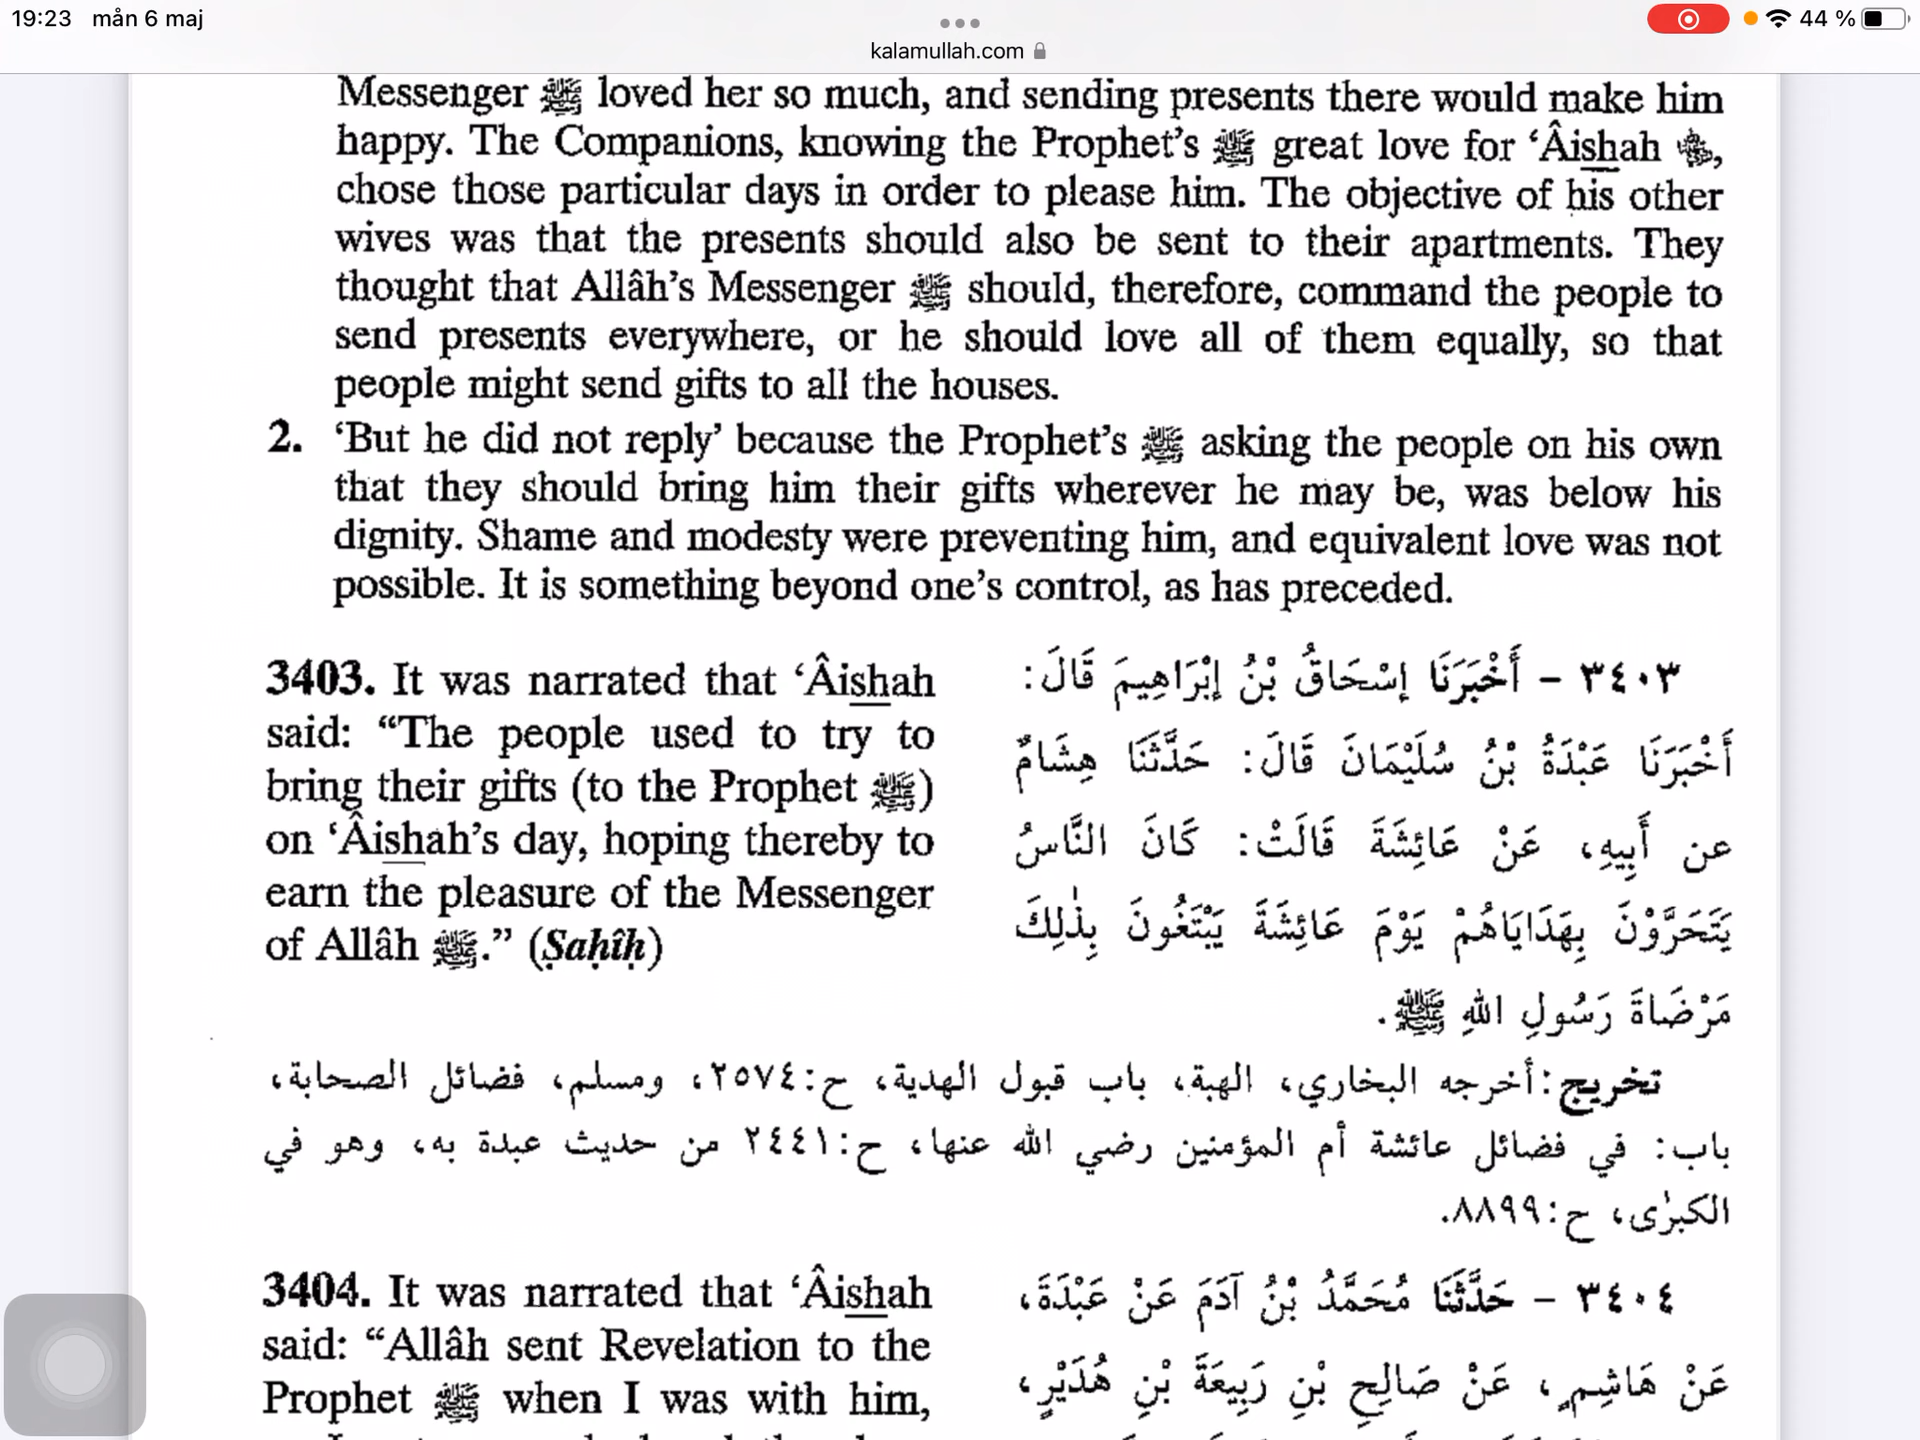 19:23 mån 6 maj
44 %
kalamullah.com
Messenger ﷺ loved her so much, and sending presents there would make him
happy. The Companions, knowing the Prophet’s ﷺ great love for ‘Âishah ,
chose those particular days in order to please him. The objective of his other
wives was that the presents should also be sent to their apartments. They
thought that Allâh’s Messenger ﷺ should, therefore, command the people to
send presents everywhere, or he should love all of them equally, so that
people might send gifts to all the houses.
2. ‘But he did not reply’ because the Prophet’s ﷺ asking the people on his own
that they should bring him their gifts wherever he may be, was below his
dignity. Shame and modesty were preventing him, and equivalent love was not
possible. It is something beyond one’s control, as has preceded.
3403. It was narrated that ‘Âishah
said: “The people used to try to
bring their gifts (to the Prophet ﷺ)
on ‘Âishah’s day, hoping thereby to
earn the pleasure of the Messenger
of Allâh ﷺ.” (Ṣaḥîḥ)
٣٤٠٣ – أَخْبَرَنَا إِسْحَاقُ بْنُ إِبْرَاهِيمَ قَالَ:
أَخْبَرَنَا عَبْدَةُ بْنُ سُلَيْمَانَ قَالَ: حَدَّثَنَا هِشَامٌ
عن أَبِيهِ، عَنْ عَائِشَةَ قَالَتْ: كَانَ النَّاسُ
يَتَحَرَّوْنَ بِهَدَايَاهُمْ يَوْمَ عَائِشَةَ يَبْتَغُونَ بِذٰلِكَ
مَرْضَاةَ رَسُولِ اللهِ ﷺ.
تخريج: أخرجه البخاري، الهبة، باب قبول الهدية، ح:٢٥٧٤، ومسلم، فضائل الصحابة،
باب: في فضائل عائشة أم المؤمنين رضي الله عنها، ح:٢٤٤١ من حديث عبدة به، وهو في
الكبرٰى، ح:٨٨٩٩.
3404. It was narrated that ‘Âishah
said: “Allâh sent Revelation to the
Prophet ﷺ when I was with him,
٣٤٠٤ – حَدَّثَنَا مُحَمَّدُ بْنُ آدَمَ عَنْ عَبْدَةَ،
عَنْ هَاشِمٍ، عَنْ صَالِحِ بْنِ رَبِيعَةَ بْنِ هُدَيْرٍ،